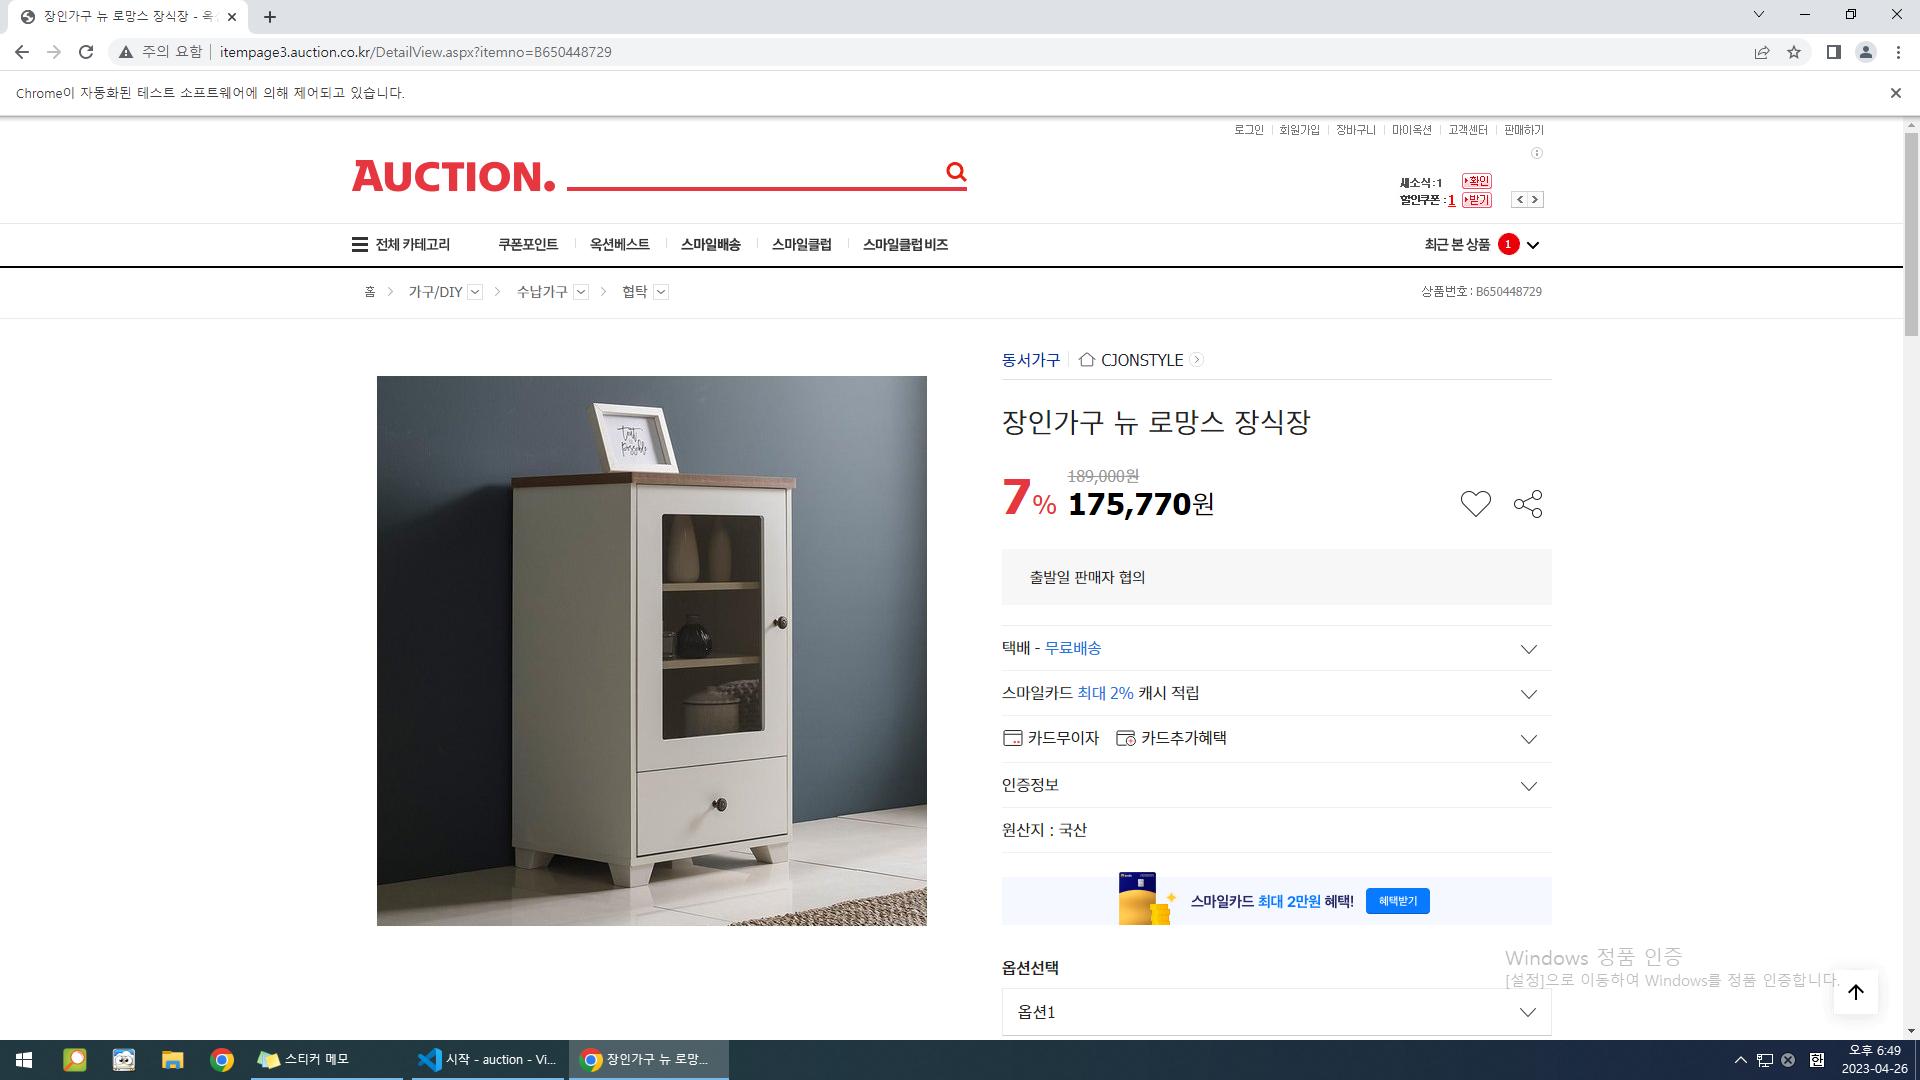 장인가구 뉴 로망스 장식장 - 옥
주의 요함
itempage3.auction.co.kr/DetailView.aspx?itemno=B650448729
Chrome이 자동화된 테스트 소프트웨어에 의해 제어되고 있습니다.
로그인 회원가입 장바구니 마이옥션 고객센터 판매하기
AUCTION.
새소식:1 확인
할인쿠폰:1 받기
전체 카테고리 쿠폰포인트 옥션베스트 스마일배송 스마일클럽 스마일클럽 비즈 최근 본 상품 1
홈 > 가구/DIY > 수납가구 > 협탁 상품번호 : B650448729
동서가구 CJONSTYLE
장인가구 뉴 로망스 장식장
189,000원
7% 175,770원
출발일 판매자 협의
택배 - 무료배송
스마일카드 최대 2% 캐시 적립
카드무이자 카드추가혜택
인증정보
원산지 : 국산
스마일카드 최대 2만원 혜택! 혜택받기
옵션선택
옵션1
Windows 정품 인증
[설정]으로 이동하여 Windows를 정품 인증합니다.
스티커 메모
시작 - auction - Vi...
장인가구 뉴 로망...
한
오후 6:49
2023-04-26